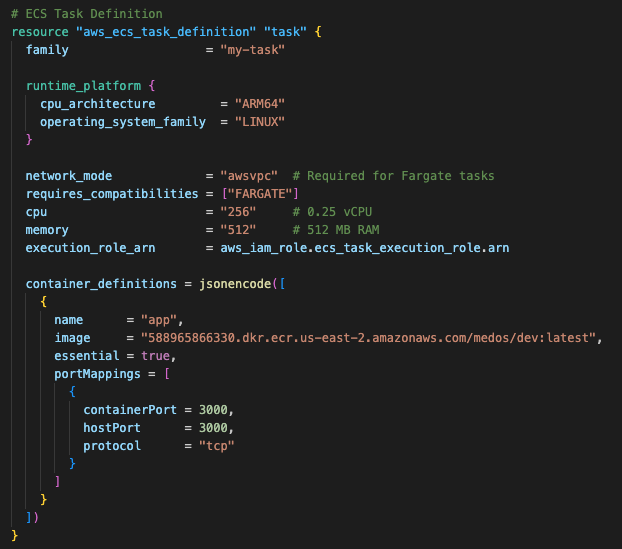 # ECS Task Definition
resource "aws_ecs_task_definition" "task" {
  family                   = "my-task"

  runtime_platform {
    cpu_architecture         = "ARM64"
    operating_system_family  = "LINUX"
  }

  network_mode             = "awsvpc"  # Required for Fargate tasks
  requires_compatibilities = ["FARGATE"]
  cpu                      = "256"     # 0.25 vCPU
  memory                   = "512"     # 512 MB RAM
  execution_role_arn       = aws_iam_role.ecs_task_execution_role.arn

  container_definitions = jsonencode([
    {
      name      = "app",
      image     = "588965866330.dkr.ecr.us-east-2.amazonaws.com/medos/dev:latest",
      essential = true,
      portMappings = [
        {
          containerPort = 3000,
          hostPort      = 3000,
          protocol      = "tcp"
        }
      ]
    }
  ])
}